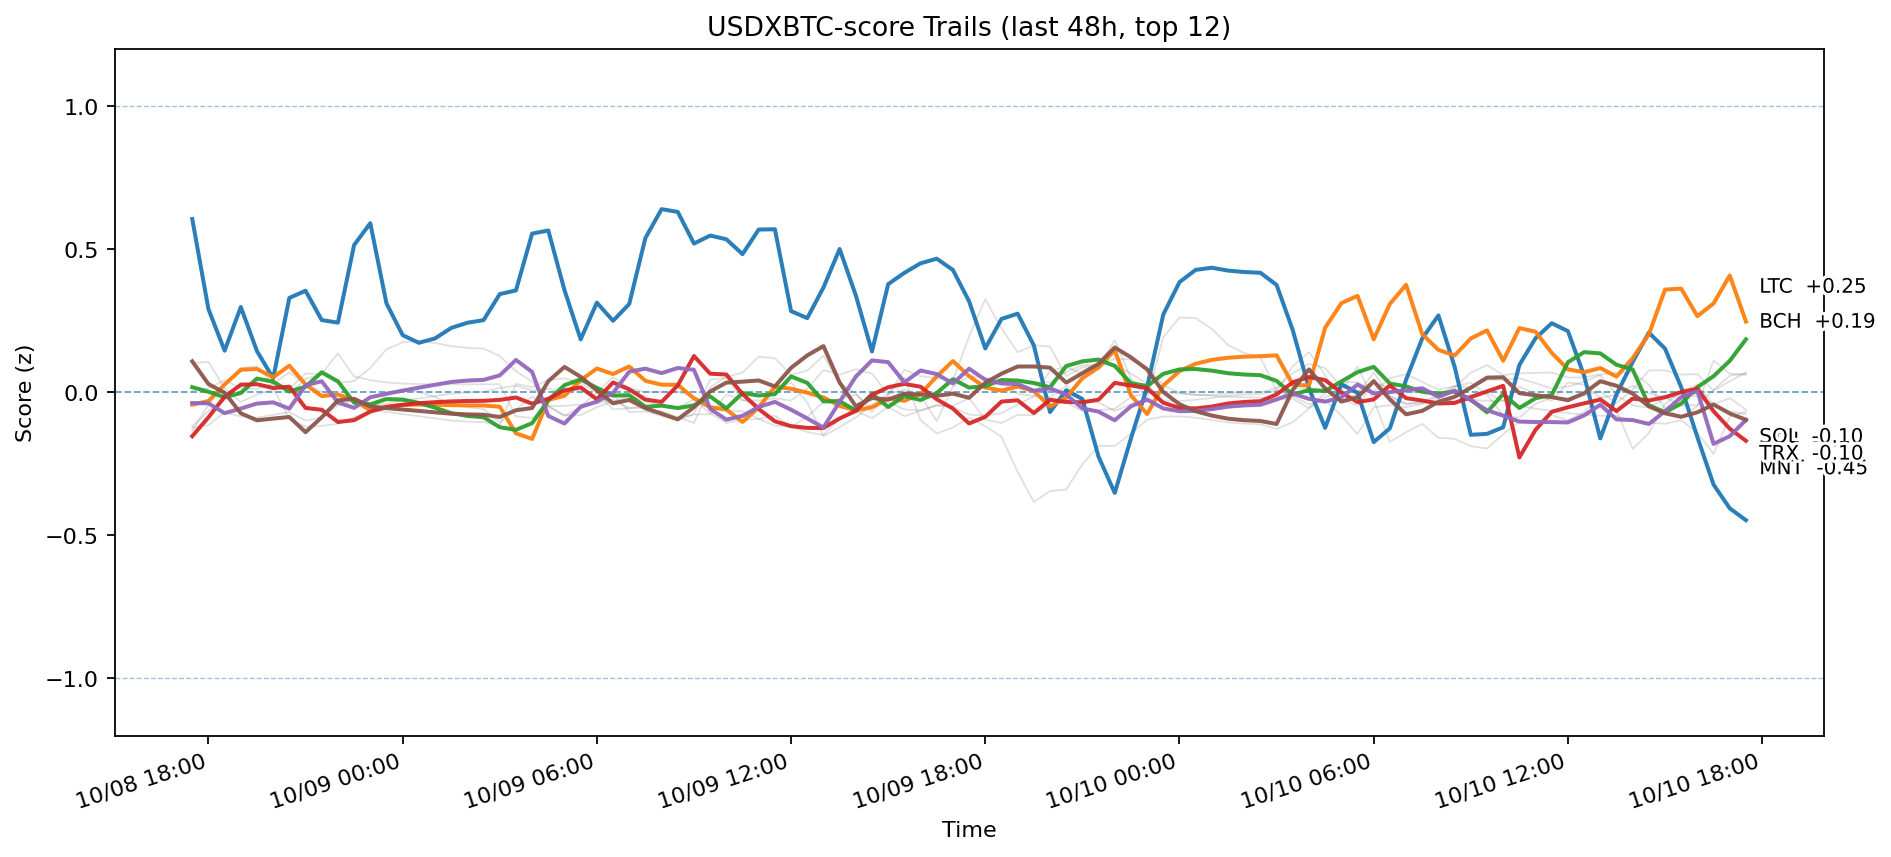 USDXBTC-score Trails (last 48h, top 12)
Score (z)
1.0
0.5
0.0
−0.5
−1.0
LTC +0.25
BCH +0.19
SOL -0.10
TRX -0.10
MNT -0.45
10/08 18:00
10/09 00:00
10/09 06:00
10/09 12:00
10/09 18:00
10/10 00:00
10/10 06:00
10/10 12:00
10/10 18:00
Time